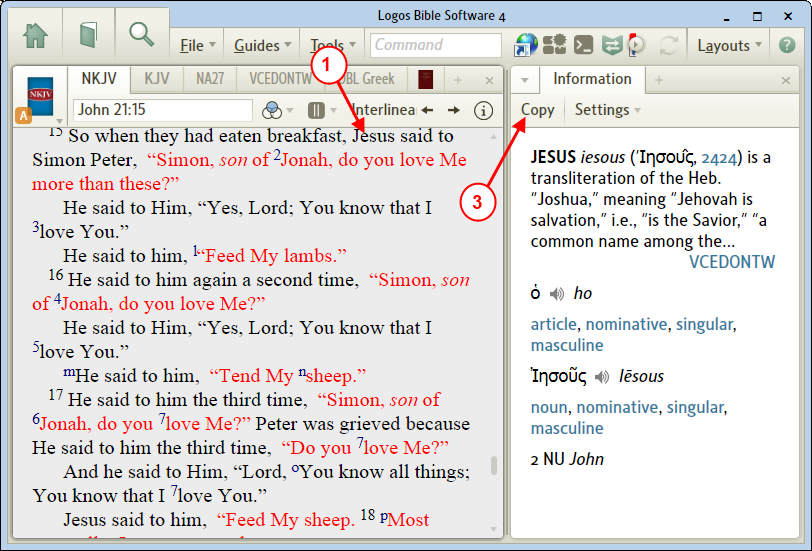 Logos Bible Software 4
File Guides Tools Command Layouts
1
NKJV KJV NA27 VCEDONTW DBL Greek
NKJV
A
John 21:15 Interlinear
15 So when they had eaten breakfast, Jesus said to
Simon Peter, “Simon, son of 2Jonah, do you love Me
more than these?”
He said to Him, “Yes, Lord; You know that I
3love You.”
He said to him, 1“Feed My lambs.”
16 He said to him again a second time, “Simon, son
of 4Jonah, do you love Me?”
He said to Him, “Yes, Lord; You know that I
5love You.”
mHe said to him, “Tend My nsheep.”
17 He said to him the third time, “Simon, son of
6Jonah, do you 7love Me?” Peter was grieved because
He said to him the third time, “Do you 7love Me?”
And he said to Him, “Lord, oYou know all things;
You know that I 7love You.”
Jesus said to him, “Feed My sheep. 18 pMost
Information
Copy Settings
3
JESUS iesous (Ἰησοῦς, 2424) is a
transliteration of the Heb.
“Joshua,” meaning “Jehovah is
salvation,” i.e., “is the Savior,” “a
common name among the...
VCEDONTW
ὁ ho
article, nominative, singular,
masculine
Ἰησοῦς Iēsous
noun, nominative, singular,
masculine
2 NU John